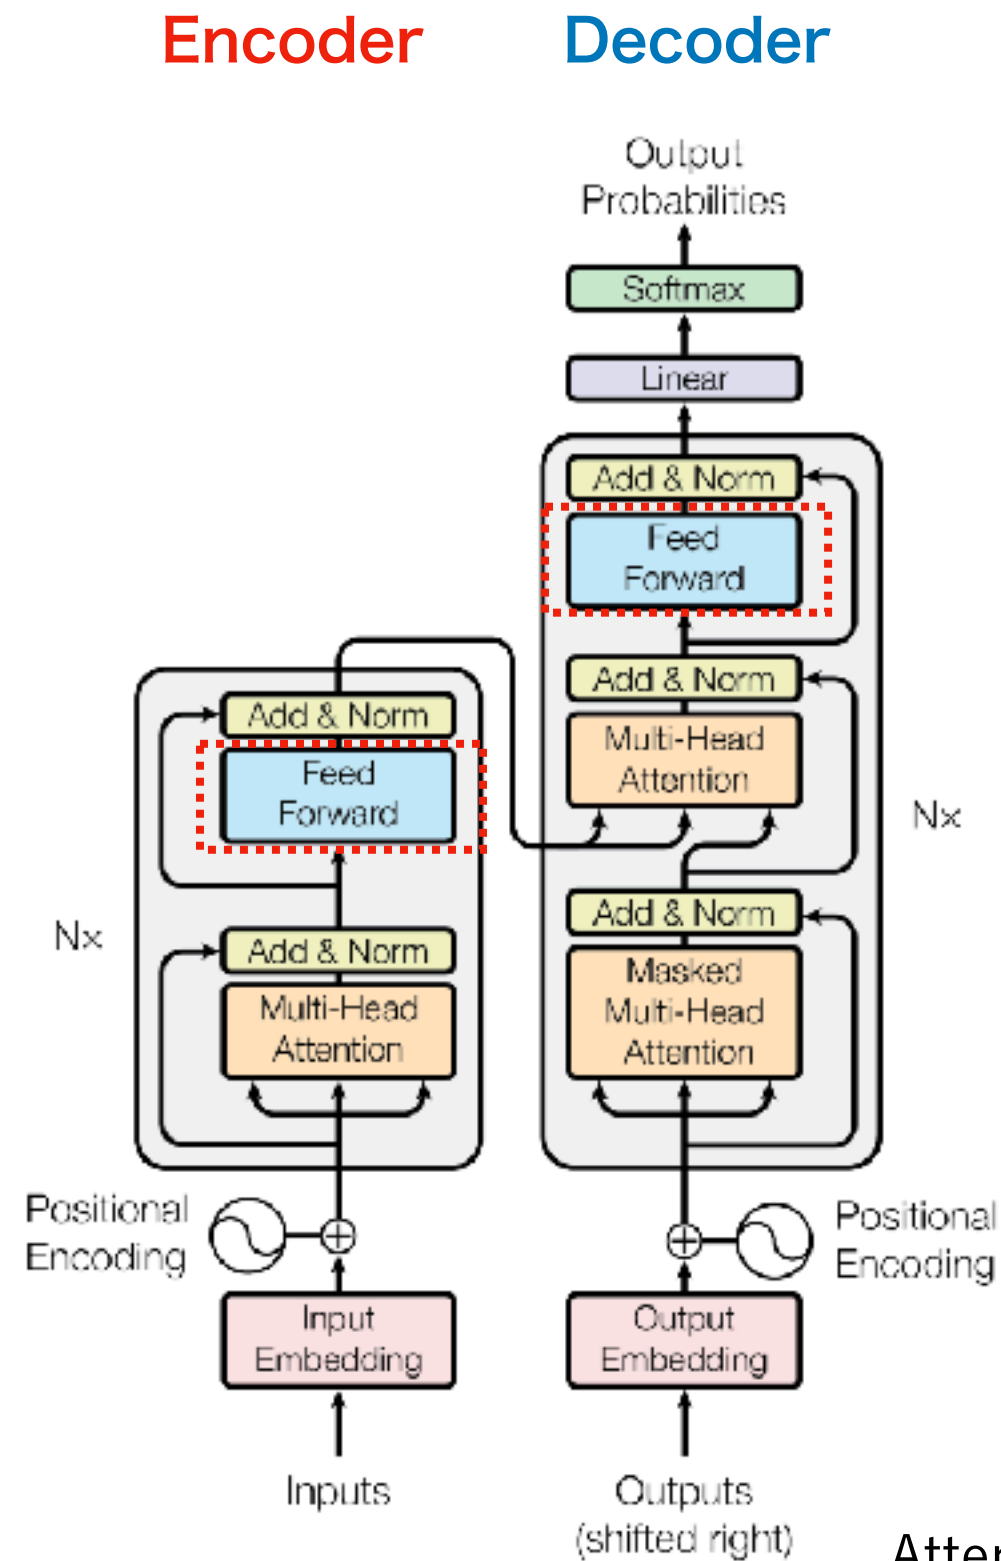 Encoder
Decoder
Output
Probabilities
Softmax
Linear
Add & Norm
Feed
Forward
Add & Norm
Multi-Head
Attention
Nx
Add & Norm
Masked
Multi-Head
Attention
Positional
Encoding
Output
Embedding
Outputs
(shifted right)
Add & Norm
Feed
Forward
Nx
Add & Norm
Multi-Head
Attention
Positional
Encoding
Input
Embedding
Inputs